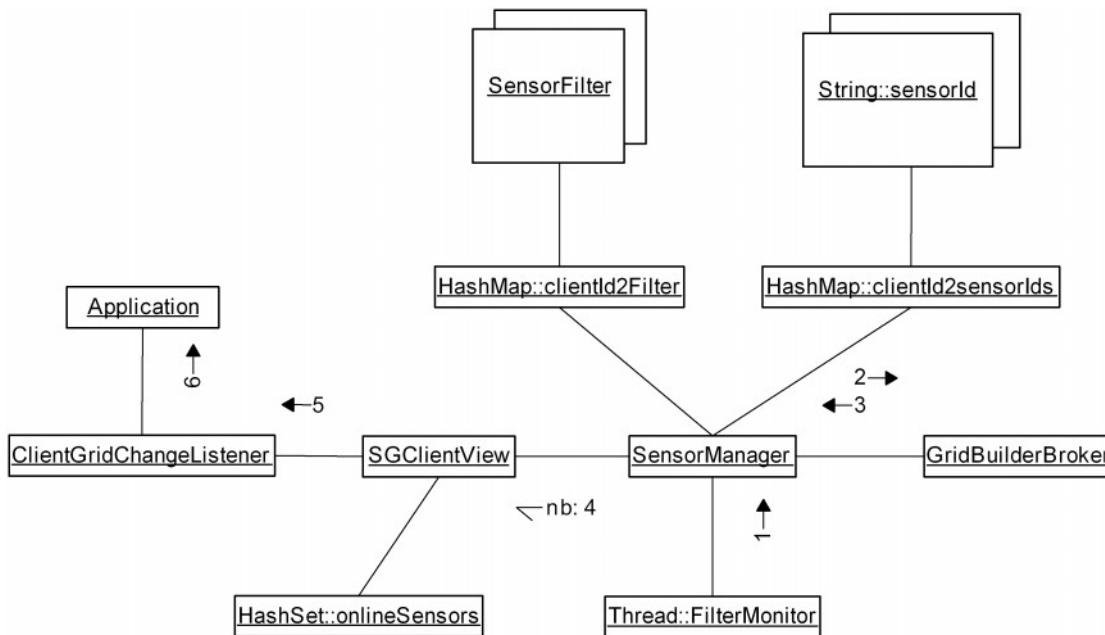 SensorFilter
String::sensorId
HashMap::clientId2Filter
HashMap::clientId2sensorIds
Application
6
2
5
3
ClientGridChangeListener
SGClientView
SensorManager
GridBuilderBroker
nb: 4
1
HashSet::onlineSensors
Thread::FilterMonitor